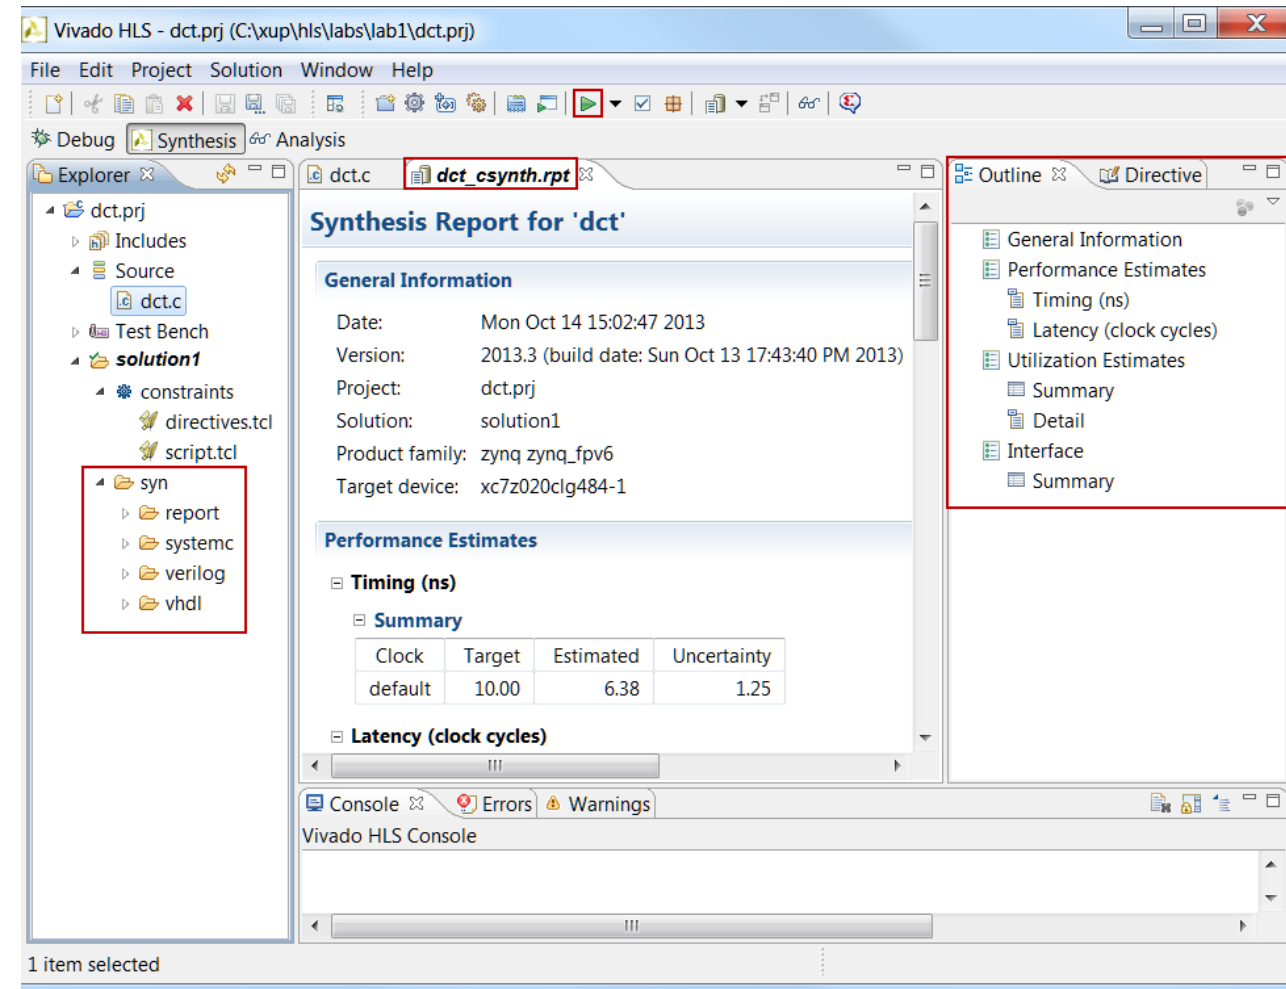 Vivado HLS - dct.prj (C:\xup\hls\labs\lab1\dct.prj)
File Edit Project Solution Window Help
Debug Synthesis Analysis
Explorer
dct.prj
Includes
Source
dct.c
Test Bench
solution1
constraints
directives.tcl
script.tcl
syn
report
systemc
verilog
vhdl
dct.c dct_csynth.rpt
Synthesis Report for 'dct'
General Information
Date: Mon Oct 14 15:02:47 2013
Version: 2013.3 (build date: Sun Oct 13 17:43:40 PM 2013)
Project: dct.prj
Solution: solution1
Product family: zynq zynq_fpv6
Target device: xc7z020clg484-1
Performance Estimates
Timing (ns)
Summary
Clock Target Estimated Uncertainty
default 10.00 6.38 1.25
Latency (clock cycles)
Outline Directive
General Information
Performance Estimates
Timing (ns)
Latency (clock cycles)
Utilization Estimates
Summary
Detail
Interface
Summary
Console Errors Warnings
Vivado HLS Console
1 item selected